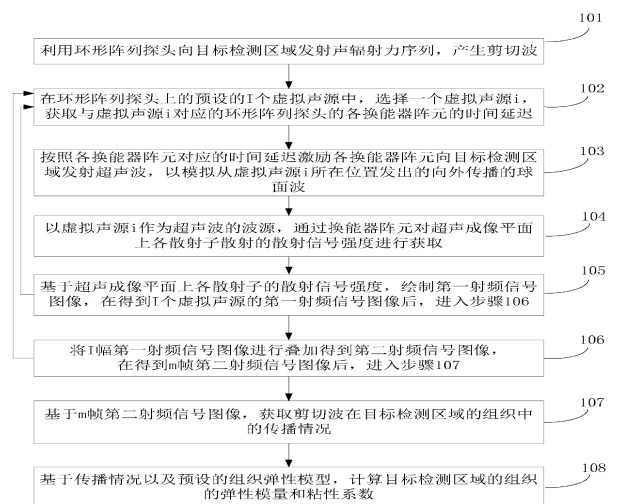 101
利用环形阵列探头向目标检测区域发射声辐射力序列，产生剪切波
102
在环形阵列探头上的预设的I个虚拟声源中，选择一个虚拟声源i，
获取与虚拟声源i对应的环形阵列探头的各换能器阵元的时间延迟
103
按照各换能器阵元对应的时间延迟激励各换能器阵元向目标检测区
域发射超声波，以模拟从虚拟声源i所在位置发出的向外传播的球
面波
104
以虚拟声源i作为超声波的波源，通过换能器阵元对超声成像平面
上各散射子散射的散射信号强度进行获取
105
基于超声成像平面上各散射子的散射信号强度，绘制第一射频信号
图像，在得到I个虚拟声源的第一射频信号图像后，进入步骤106
106
将I幅第一射频信号图像进行叠加得到第二射频信号图像，
在得到m帧第二射频信号图像后，进入步骤107
107
基于m帧第二射频信号图像，获取剪切波在目标检测区域的组织中
的传播情况
108
基于传播情况以及预设的组织弹性模型，计算目标检测区域的组织
的弹性模量和粘性系数